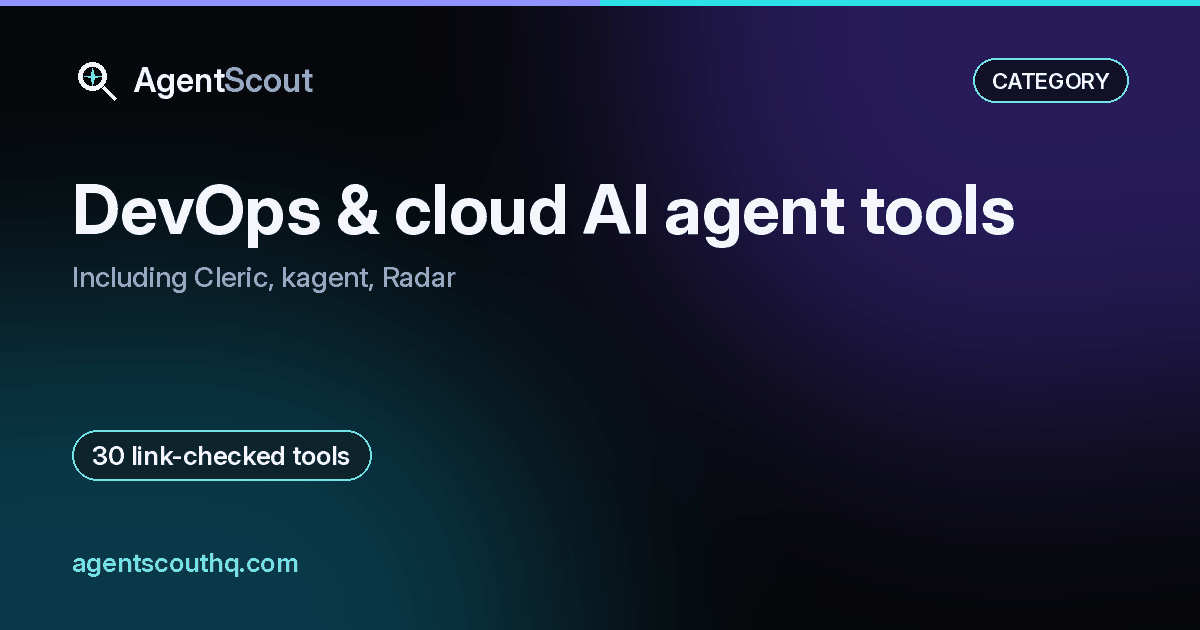 AgentScout
CATEGORY
DevOps & cloud AI agent tools
Including Cleric, kagent, Radar
30 link-checked tools
agentscouthq.com